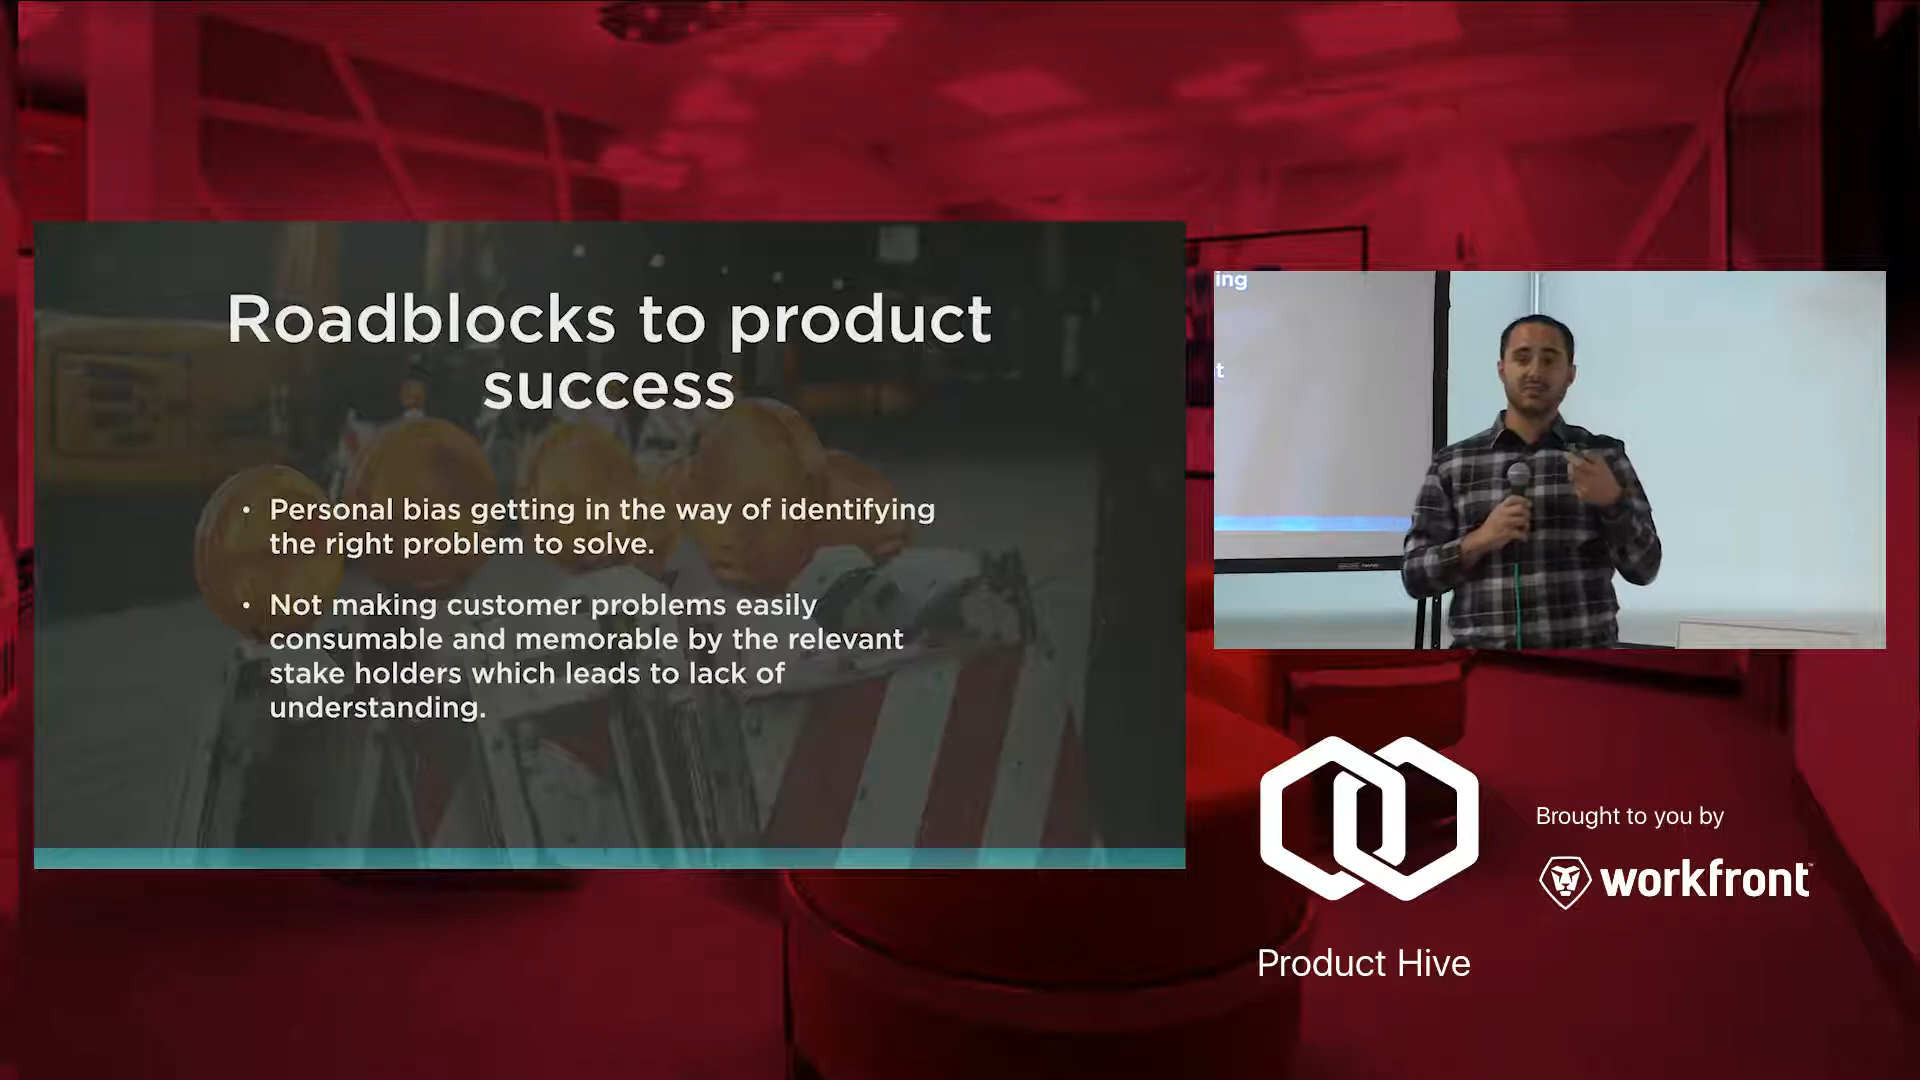 Roadblocks to product
success
• Personal bias getting in the way of identifying
the right problem to solve.
• Not making customer problems easily
consumable and memorable by the relevant
stake holders which leads to lack of
understanding.
ing
t
Brought to you by
workfront™
Product Hive